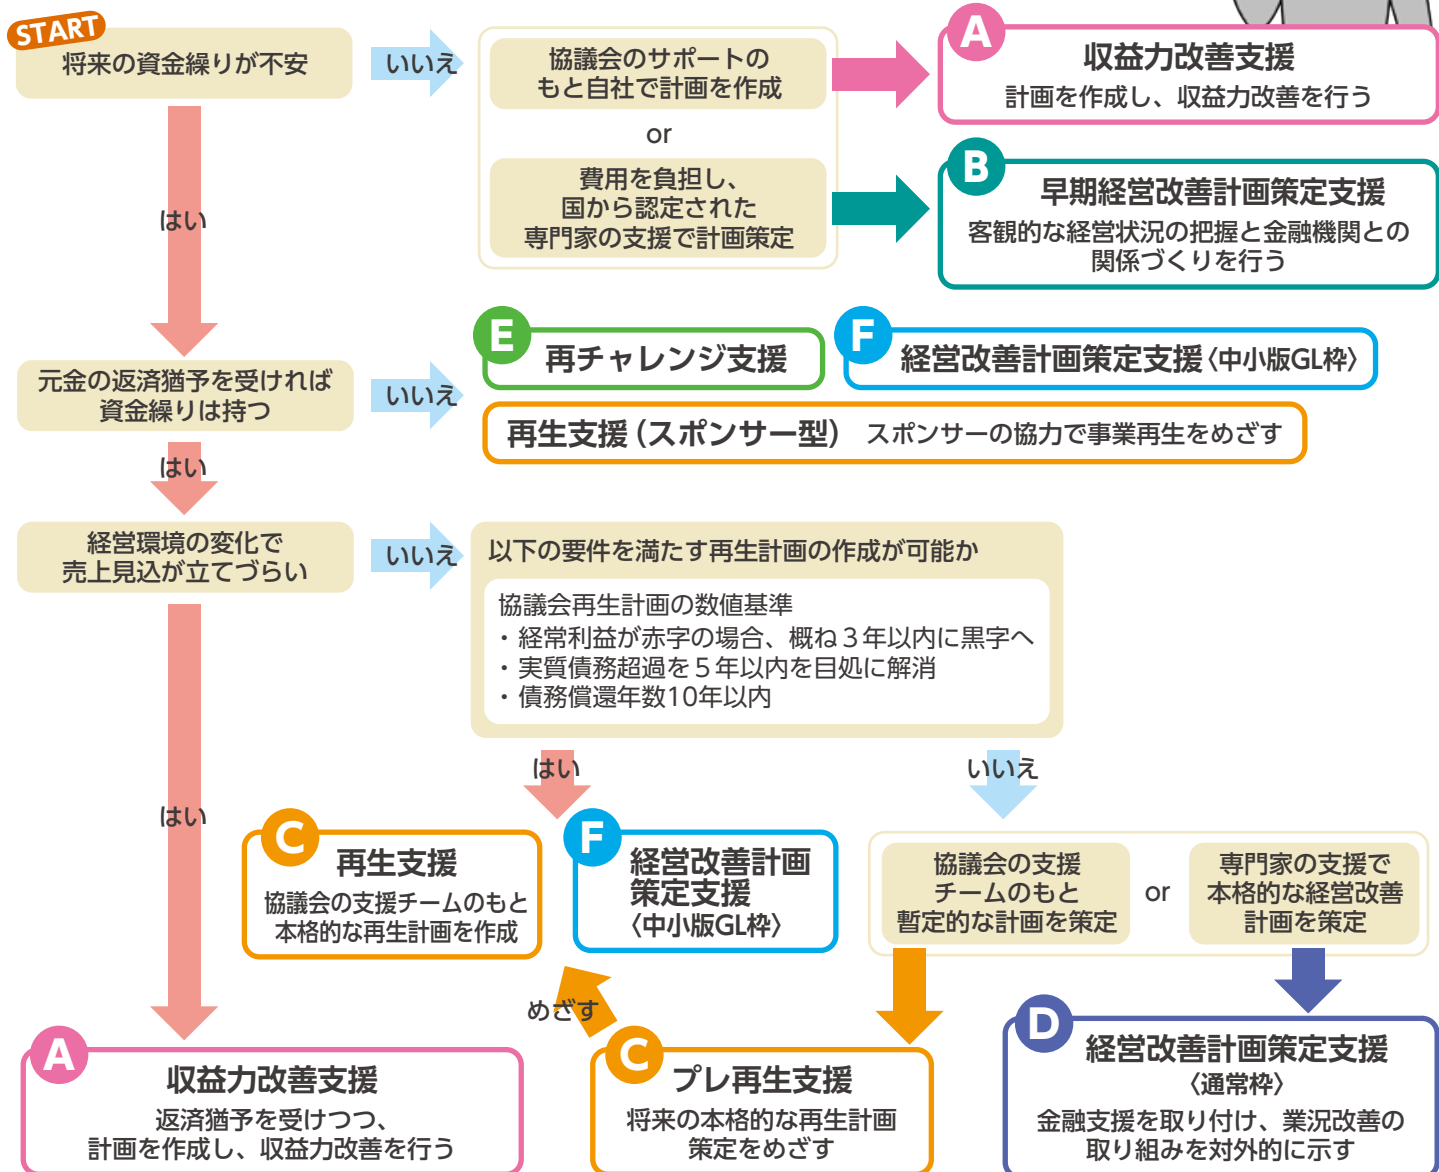 START
将来の資金繰りが不安
いいえ
協議会のサポートの
もと自社で計画を作成
or
費用を負担し、
国から認定された
専門家の支援で計画策定
A
収益力改善支援
計画を作成し、収益力改善を行う
B
早期経営改善計画策定支援
客観的な経営状況の把握と金融機関との
関係づくりを行う
はい
元金の返済猶予を受ければ
資金繰りは持つ
いいえ
E
再チャレンジ支援
F
経営改善計画策定支援〈中小版GL枠〉
再生支援(スポンサー型) スポンサーの協力で事業再生をめざす
はい
経営環境の変化で
売上見込が立てづらい
いいえ
以下の要件を満たす再生計画の作成が可能か
協議会再生計画の数値基準
・経常利益が赤字の場合、概ね3年以内に黒字へ
・実質債務超過を5年以内を目処に解消
・債務償還年数10年以内
はい
いいえ
はい
C
再生支援
協議会の支援チームのもと
本格的な再生計画を作成
F
経営改善計画
策定支援
〈中小版GL枠〉
協議会の支援
チームのもと
暫定的な計画を策定
or
専門家の支援で
本格的な経営改善
計画を策定
めざす
A
収益力改善支援
返済猶予を受けつつ、
計画を作成し、収益力改善を行う
C
プレ再生支援
将来の本格的な再生計画
策定をめざす
D
経営改善計画策定支援
〈通常枠〉
金融支援を取り付け、業況改善の
取り組みを対外的に示す